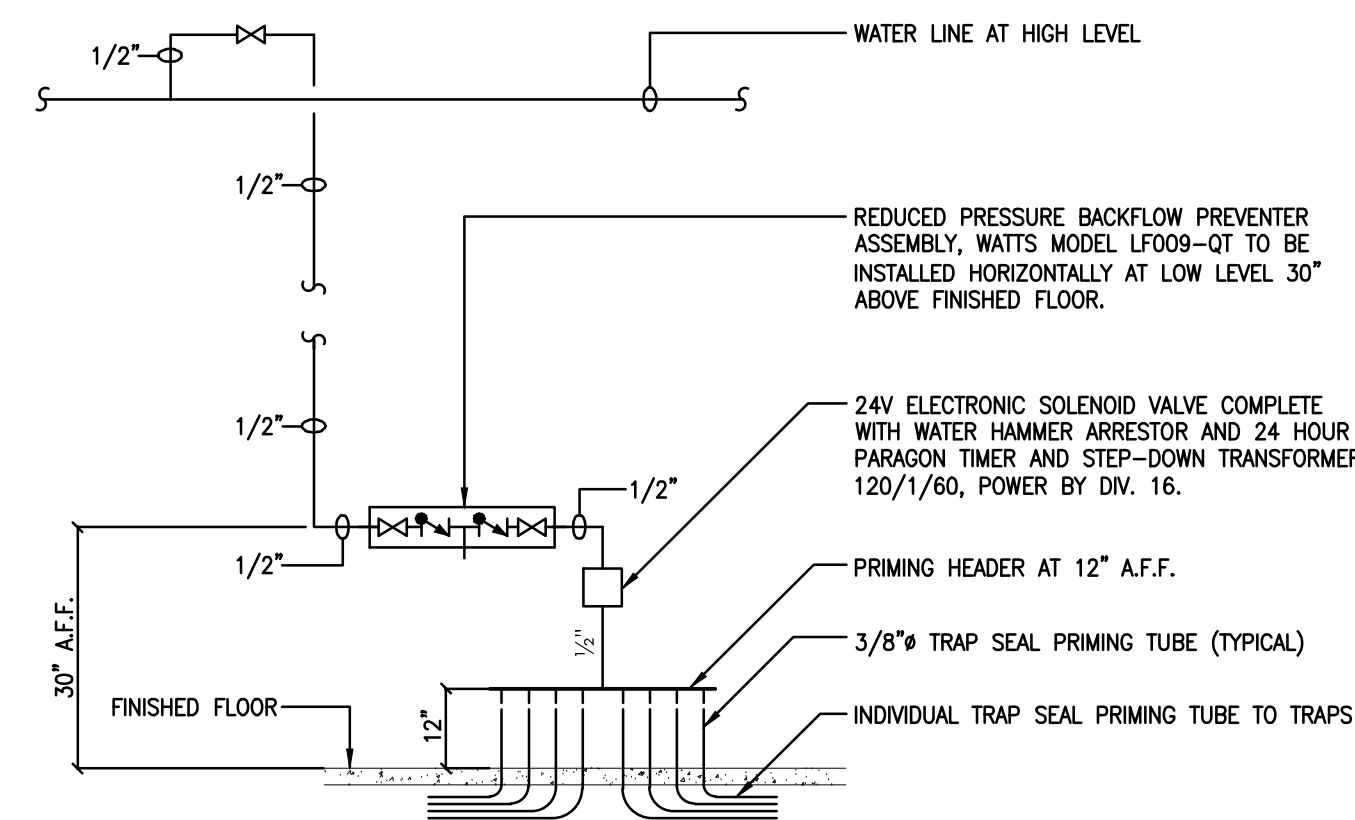 WATER LINE AT HIGH LEVEL
1/2"
1/2"
REDUCED PRESSURE BACKFLOW PREVENTER
ASSEMBLY, WATTS MODEL LF009-QT TO BE
INSTALLED HORIZONTALLY AT LOW LEVEL 30"
ABOVE FINISHED FLOOR.
24V ELECTRONIC SOLENOID VALVE COMPLETE
WITH WATER HAMMER ARRESTOR AND 24 HOUR
PARAGON TIMER AND STEP-DOWN TRANSFORMER
120/1/60, POWER BY DIV. 16.
1/2"
1/2"
1/2"
PRIMING HEADER AT 12" A.F.F.
1/2"
3/8"ø TRAP SEAL PRIMING TUBE (TYPICAL)
30" A.F.F.
FINISHED FLOOR
12"
INDIVIDUAL TRAP SEAL PRIMING TUBE TO TRAPS